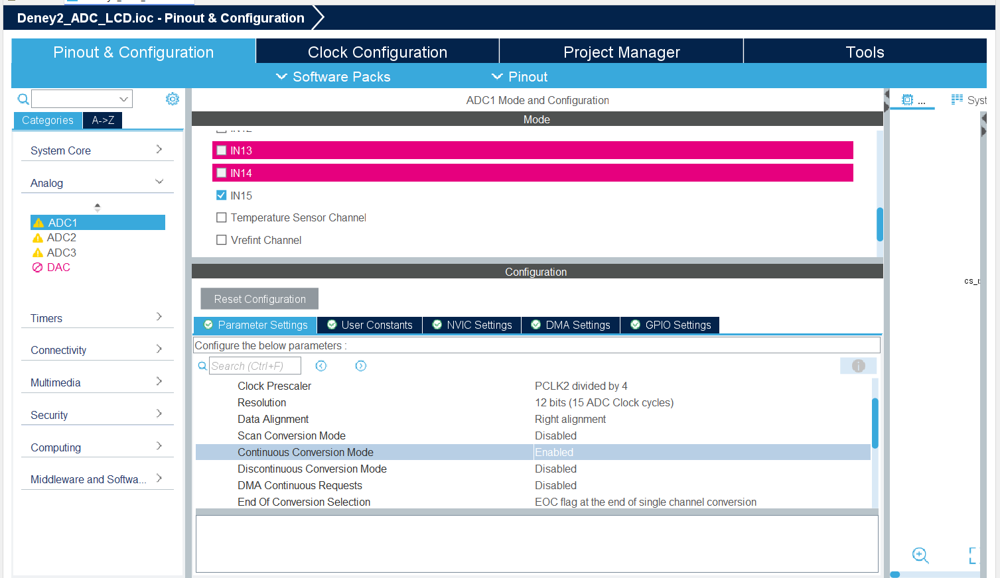 Deney2_ADC_LCD.ioc - Pinout & Configuration
Pinout & Configuration
Clock Configuration
Project Manager
Tools
Software Packs
Pinout
Categories
A->Z
System Core
Analog
ADC1
ADC2
ADC3
DAC
Timers
Connectivity
Multimedia
Security
Computing
Middleware and Softwa...
ADC1 Mode and Configuration
Mode
IN12
IN13
IN14
IN15
Temperature Sensor Channel
Vrefint Channel
Configuration
Reset Configuration
Parameter Settings
User Constants
NVIC Settings
DMA Settings
GPIO Settings
Configure the below parameters :
Search (Ctrl+F)
Clock Prescaler PCLK2 divided by 4
Resolution 12 bits (15 ADC Clock cycles)
Data Alignment Right alignment
Scan Conversion Mode Disabled
Continuous Conversion Mode Enabled
Discontinuous Conversion Mode Disabled
DMA Continuous Requests Disabled
End Of Conversion Selection EOC flag at the end of single channel conversion
...
Syst